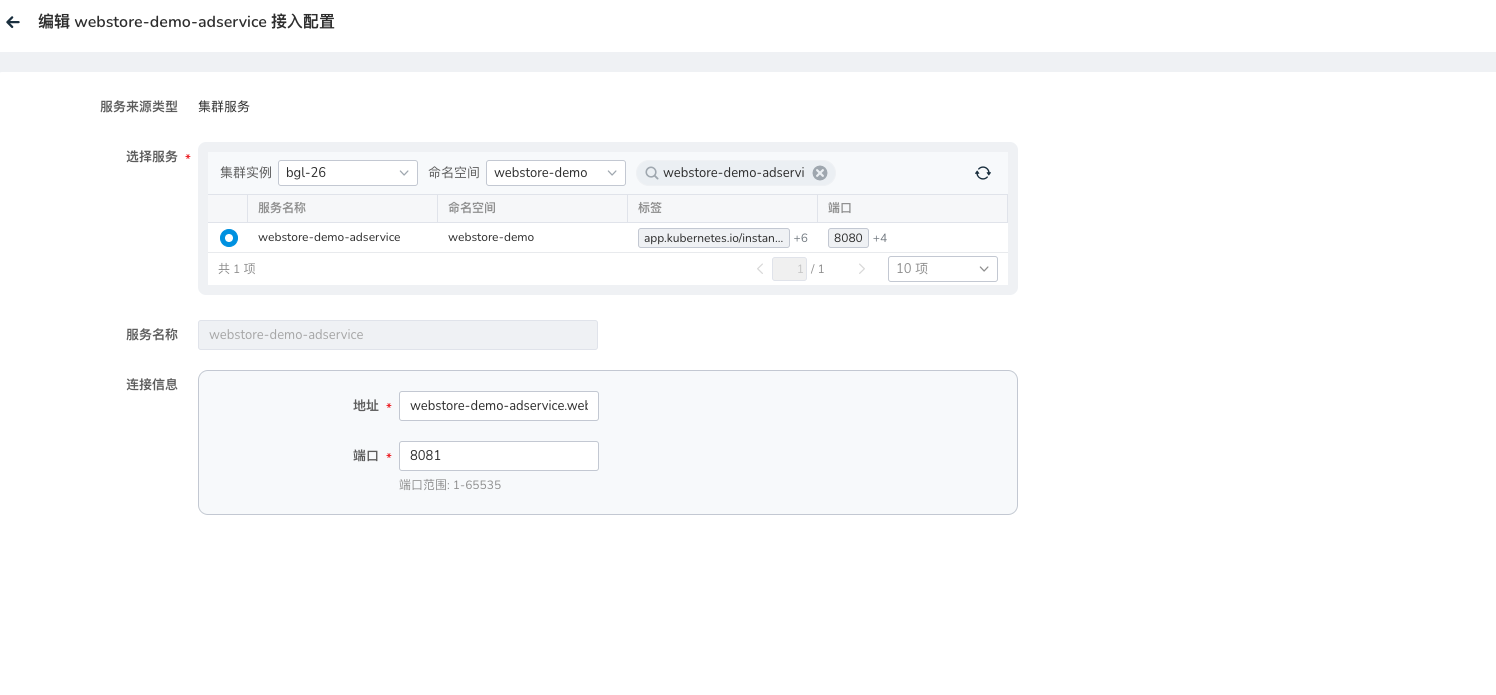 编辑 webstore-demo-adservice 接入配置
服务来源类型 集群服务
选择服务 *
集群实例 bgl-26 命名空间 webstore-demo webstore-demo-adservi
服务名称 命名空间 标签 端口
webstore-demo-adservice webstore-demo app.kubernetes.io/instan... +6 8080 +4
共 1 项 1 / 1 10 项
服务名称 webstore-demo-adservice
连接信息
地址 * webstore-demo-adservice.web
端口 * 8081
端口范围: 1-65535